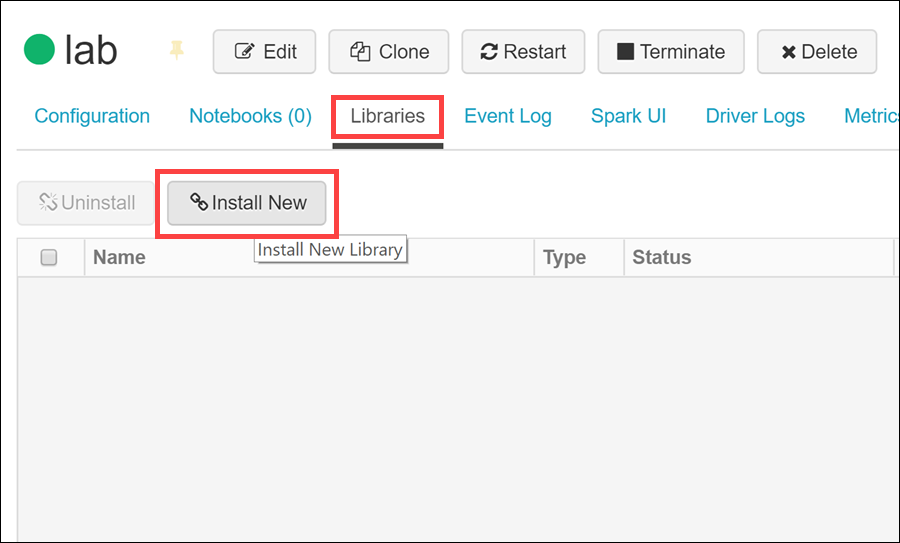 lab Edit Clone Restart Terminate Delete
Configuration Notebooks (0) Libraries Event Log Spark UI Driver Logs Metrics
Uninstall Install New
Install New Library
Name Type Status